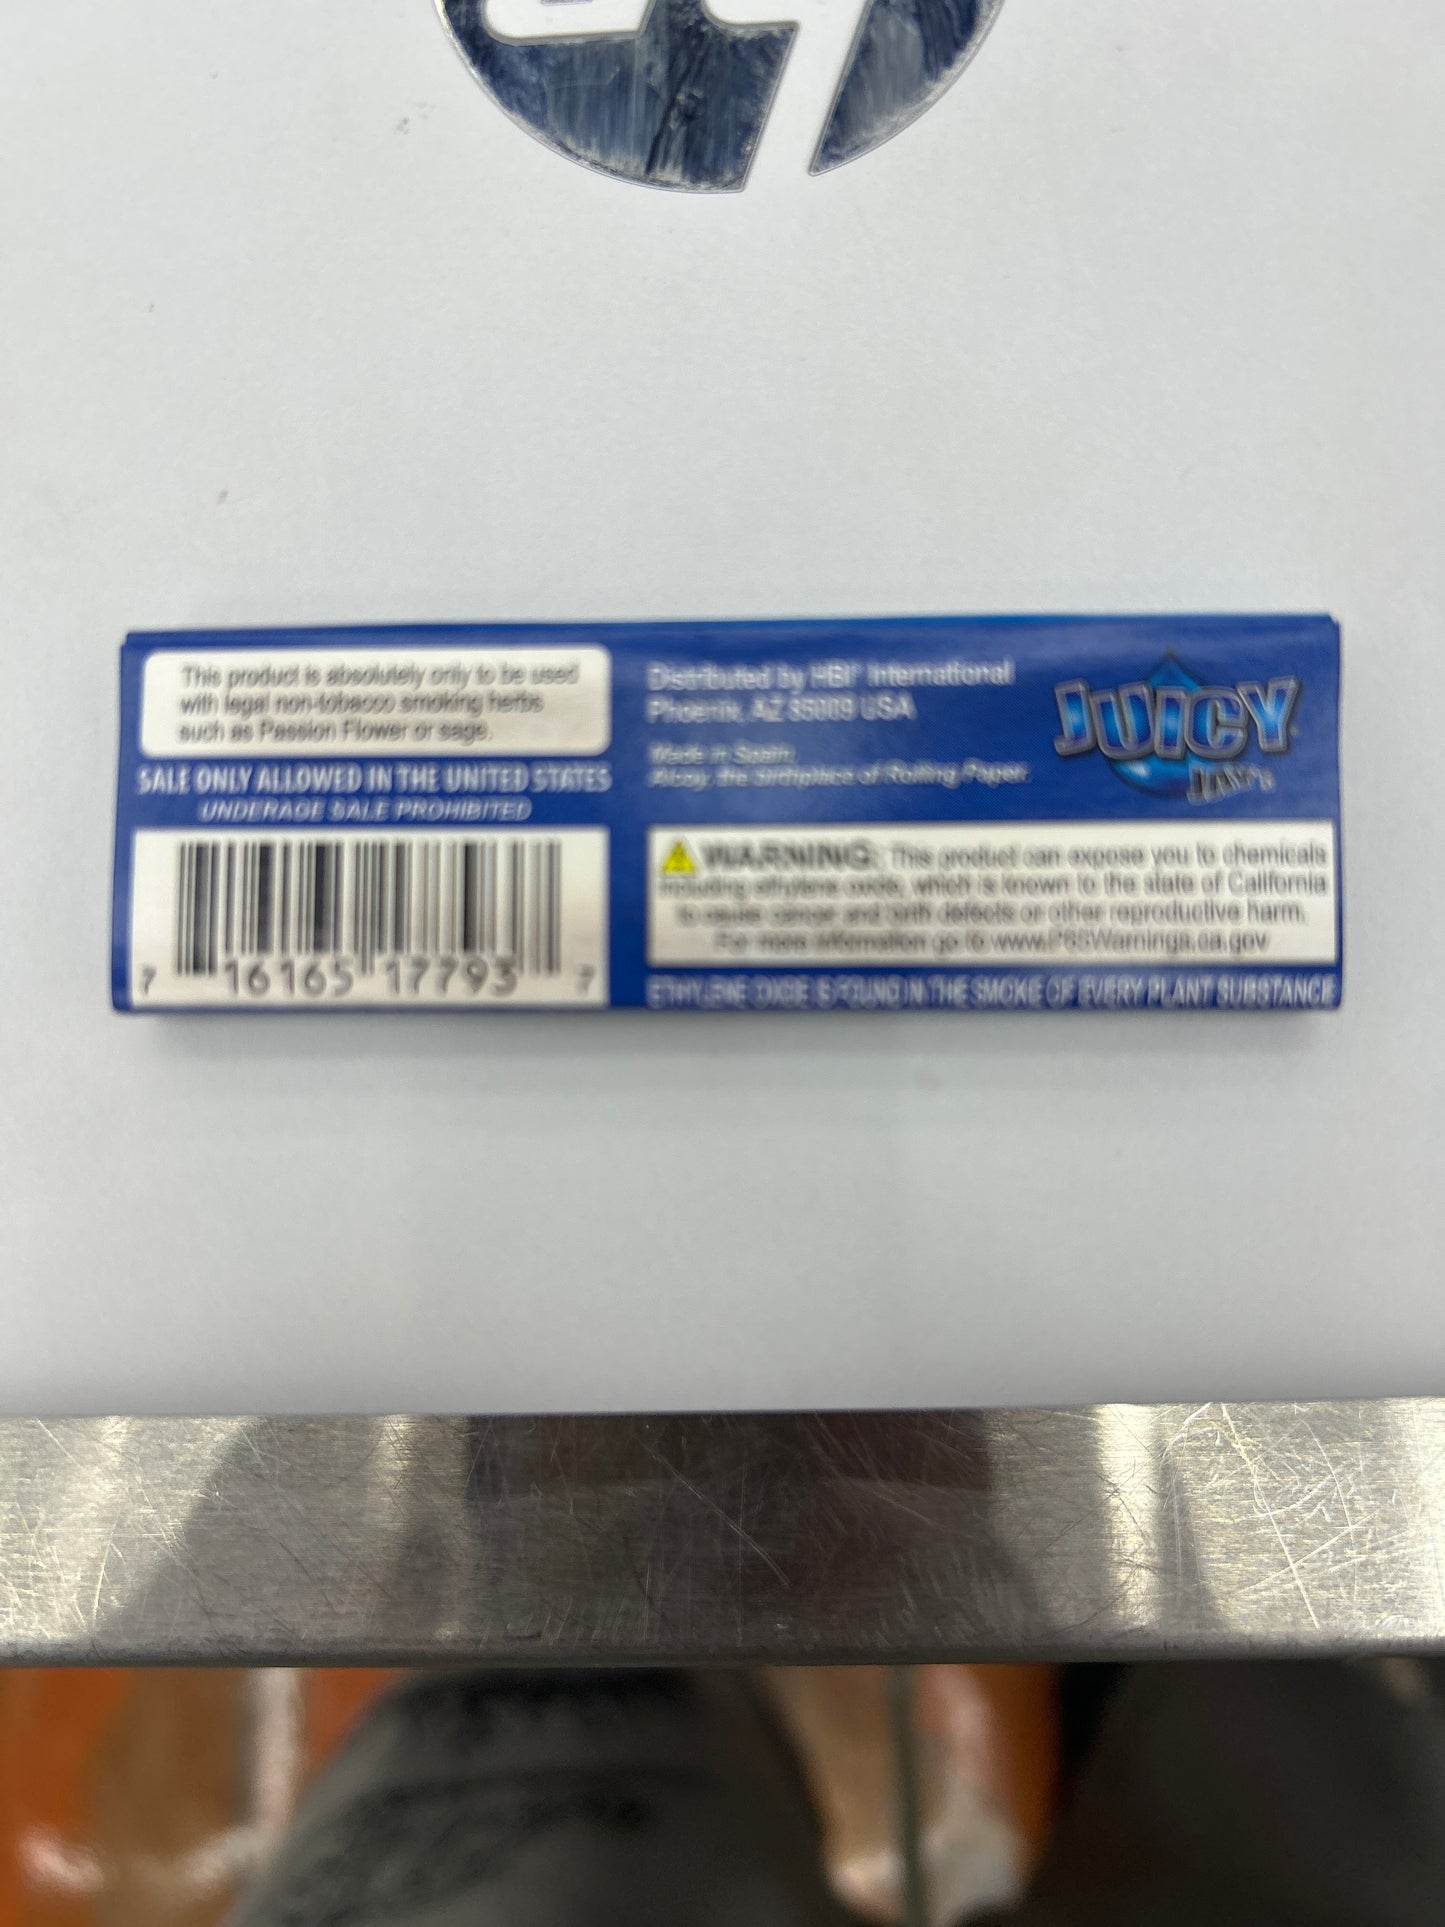 This product is absolutely only to be used
with legal non-tobacco smoking herbs
such as Passion Flower or sage.
SALE ONLY ALLOWED IN THE UNITED STATES
UNDERAGE SALE PROHIBITED
7 16165 17793 7
Distributed by HBI International
Phoenix, AZ 85009 USA
Made in Spain.
Alcoy, the birthplace of Rolling Paper.
JUICY
JAY's
WARNING: This product can expose you to chemicals
including ethylene oxide, which is known to the state of California
to cause cancer and birth defects or other reproductive harm.
For more information go to www.P65Warnings.ca.gov
ETHYLENE OXIDE IS FOUND IN THE SMOKE OF EVERY PLANT SUBSTANCE